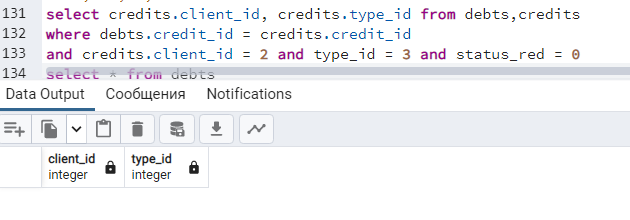 131 select credits.client_id, credits.type_id from debts,credits
132 where debts.credit_id = credits.credit_id
133 and credits.client_id = 2 and type_id = 3 and status_red = 0
134 select * from debts
Data Output Сообщения Notifications
client_id type_id
integer integer